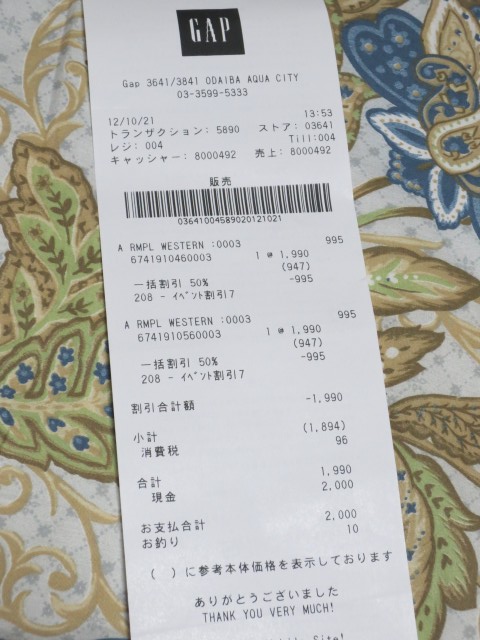 GAP
Gap 3641/3841 ODAIBA AQUA CITY
03-3599-5333
12/10/21 13:53
トランザクション: 5890 ストア: 03641
レジ: 004 Till:004
キャッシャー: 8000492 売上: 8000492
販売
0364100458902012​1021
A RMPL WESTERN :0003 995
6741910460003 1 @ 1,990
(947)
一括割引 50% -995
208 - イベント割引7
A RMPL WESTERN :0003 995
6741910560003 1 @ 1,990
(947)
一括割引 50% -995
208 - イベント割引7
割引合計額 -1,990
小計 (1,894)
消費税 96
合計 1,990
現金 2,000
お支払合計 2,000
お釣り 10
( )に参考本体価格を表示しております
ありがとうございました
THANK YOU VERY MUCH!